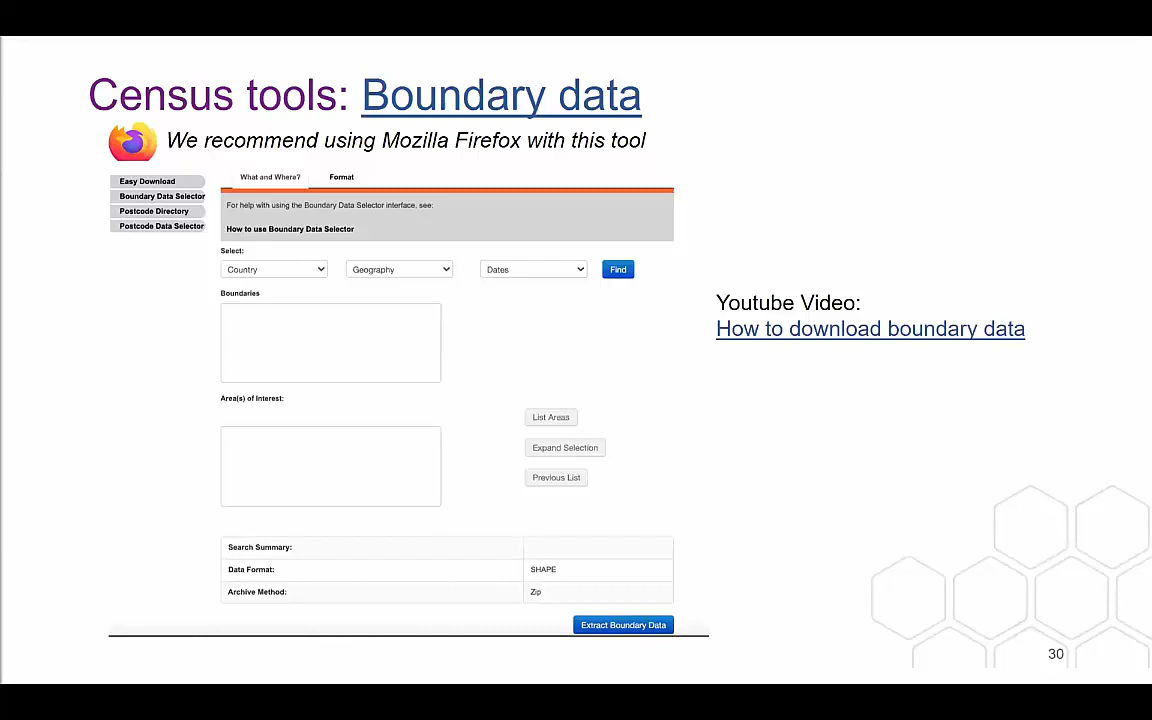 Census tools: Boundary data
We recommend using Mozilla Firefox with this tool
Easy Download
Boundary Data Selector
Postcode Directory
Postcode Data Selector
What and Where? Format
For help with using the Boundary Data Selector interface, see:
How to use Boundary Data Selector
Select:
Country Geography Dates Find
Boundaries
Area(s) of Interest:
List Areas
Expand Selection
Previous List
Search Summary:
Data Format: SHAPE
Archive Method: Zip
Extract Boundary Data
Youtube Video:
How to download boundary data
30